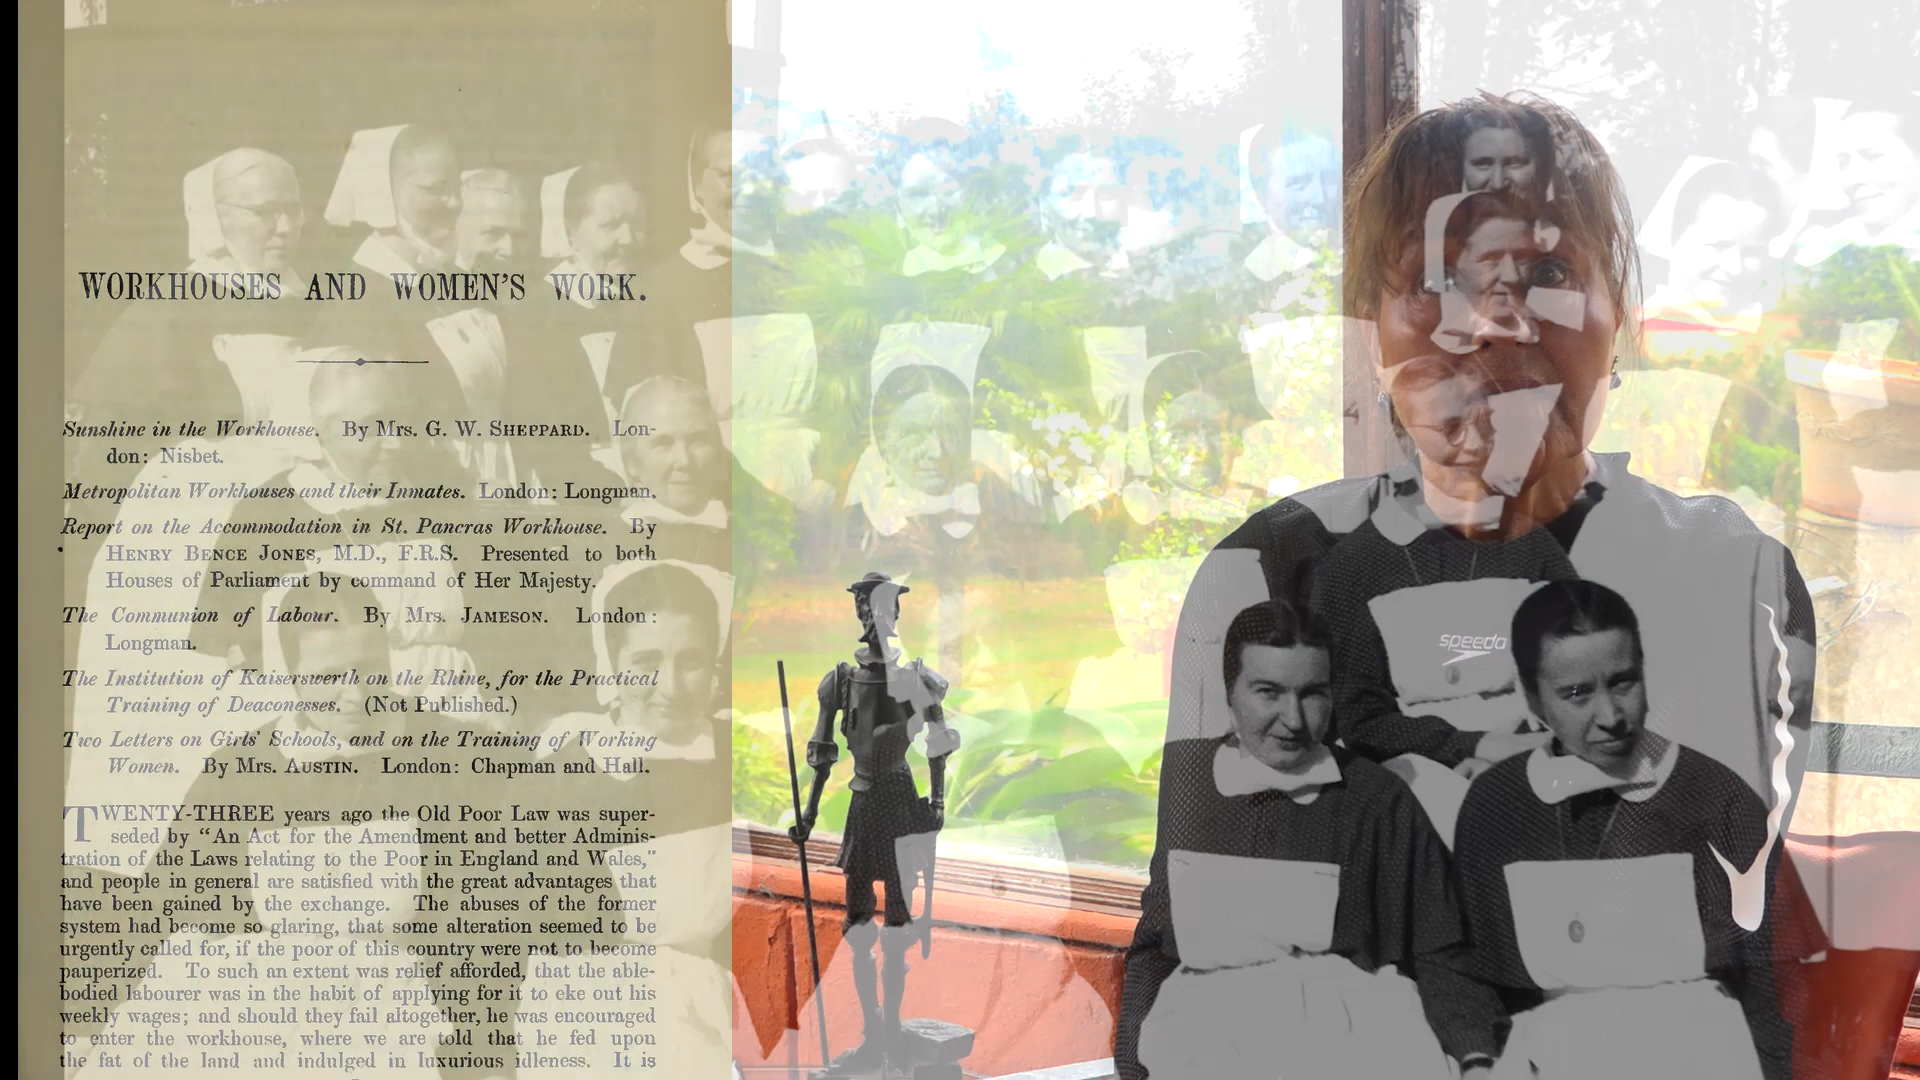 WORKHOUSES AND WOMEN'S WORK.
Sunshine in the Workhouse. By Mrs. G. W. SHEPPARD. Lon-
don: Nisbet.
Metropolitan Workhouses and their Inmates. London: Longman.
Report on the Accommodation in St. Pancras Workhouse. By
HENRY BENCE JONES, M.D., F.R.S. Presented to both
Houses of Parliament by command of Her Majesty.
The Communion of Labour. By Mrs. JAMESON. London:
Longman.
The Institution of Kaiserswerth on the Rhine, for the Practical
Training of Deaconesses. (Not Published.)
Two Letters on Girls' Schools, and on the Training of Working
Women. By Mrs. AUSTIN. London: Chapman and Hall.
TWENTY-THREE years ago the Old Poor Law was super-
seded by "An Act for the Amendment and better Adminis-
tration of the Laws relating to the Poor in England and Wales,"
and people in general are satisfied with the great advantages that
have been gained by the exchange. The abuses of the former
system had become so glaring, that some alteration seemed to be
urgently called for, if the poor of this country were not to become
pauperized. To such an extent was relief afforded, that the able-
bodied labourer was in the habit of applying for it to eke out his
weekly wages; and should they fail altogether, he was encouraged
to enter the workhouse, where we are told that he fed upon
the fat of the land and indulged in luxurious idleness. It is
speedo